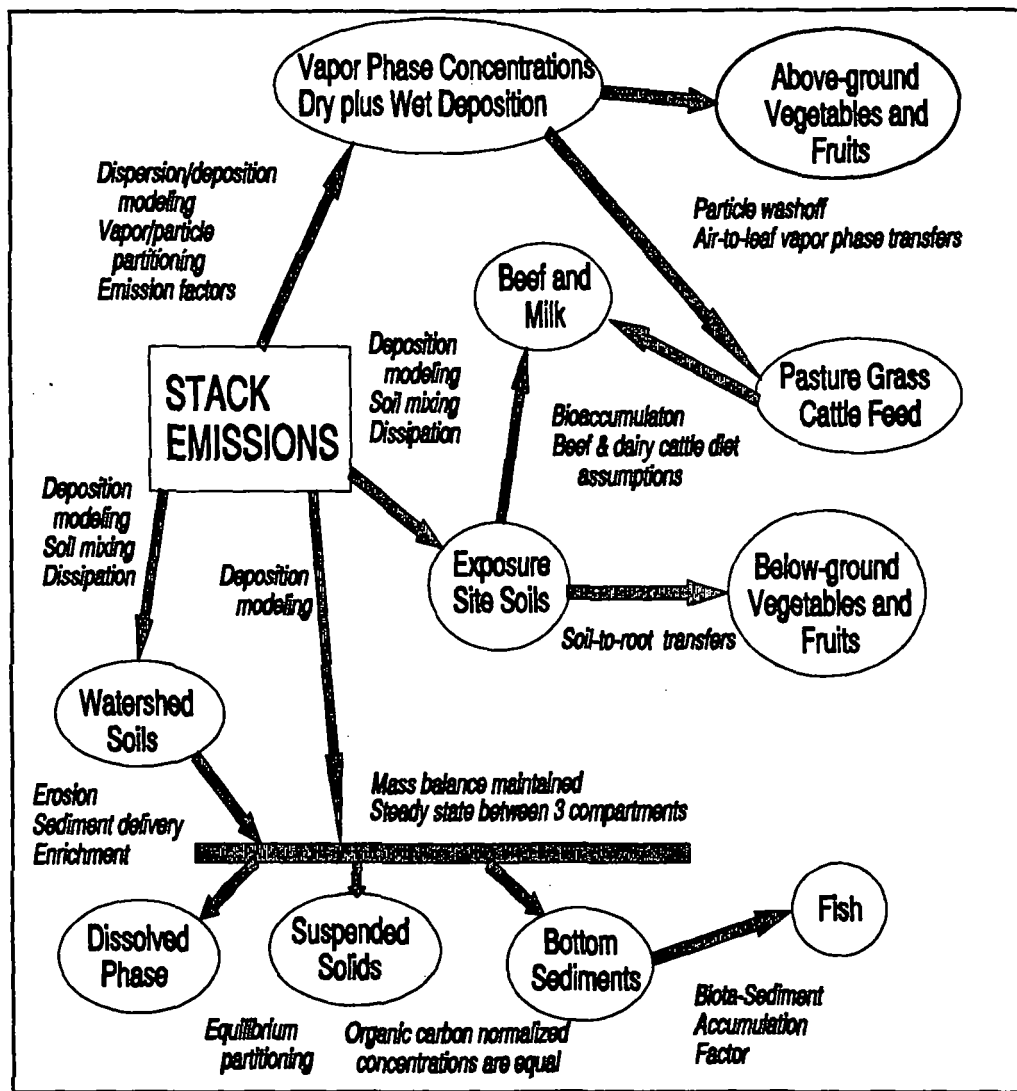 Vapor Phase Concentrations
Dry plus Wet Deposition
Above-ground
Vegetables and
Fruits
Dispersion/deposition
modeling
Vapor/particle
partitioning
Emission factors
Particle washoff
Air-to-leaf vapor phase transfers
Beef and
Milk
Deposition
modeling
Soil mixing
Dissipation
Pasture Grass
Cattle Feed
STACK
EMISSIONS
Bioaccumulaton
Beef & dairy cattle diet
assumptions
Deposition
modeling
Soil mixing
Dissipation
Deposition
modeling
Exposure
Site Soils
Below-ground
Vegetables and
Fruits
Soil-to-root transfers
Watershed
Soils
Erosion
Sediment delivery
Enrichment
Mass balance maintained
Steady state between 3 compartments
Dissolved
Phase
Suspended
Solids
Bottom
Sediments
Fish
Equilibrium
partitioning
Organic carbon normalized
concentrations are equal
Biota-Sediment
Accumulation
Factor